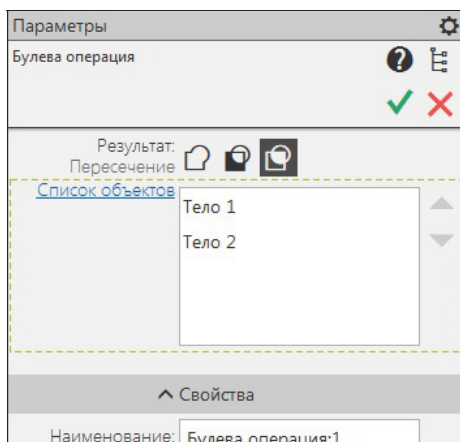 Параметры
Булева операция
Результат:
Пересечение
Список объектов
Тело 1
Тело 2
Свойства
Наименование: Булева операция:1